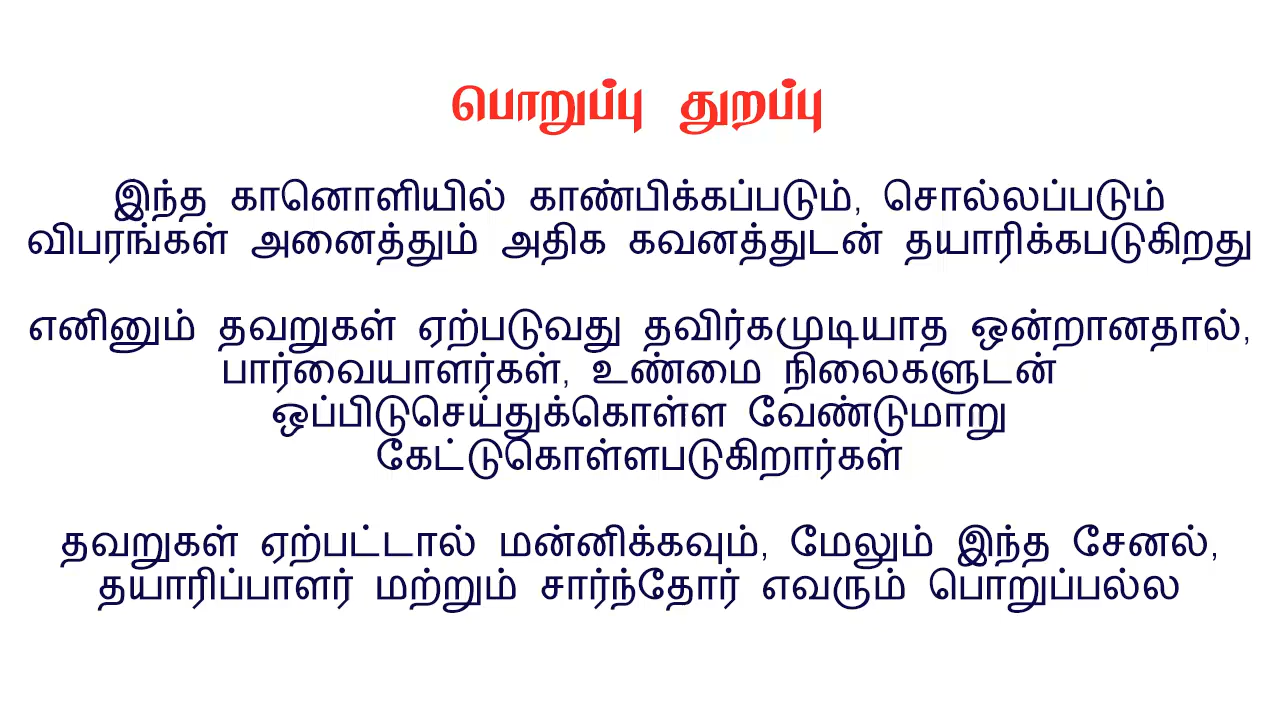 பொறுப்பு துறப்பு
இந்த கானொளியில் காண்பிக்கப்படும், சொல்லப்படும்
விபரங்கள் அனைத்தும் அதிக கவனத்துடன் தயாரிக்கபடுகிறது
எனினும் தவறுகள் ஏற்படுவது தவிர்கமுடியாத ஒன்றானதால்,
பார்வையாளர்கள், உண்மை நிலைகளுடன்
ஒப்பிடுசெய்துக்கொள்ள வேண்டுமாறு
கேட்டுகொள்ளபடுகிறார்கள்
தவறுகள் ஏற்பட்டால் மன்னிக்கவும், மேலும் இந்த சேனல்,
தயாரிப்பாளர் மற்றும் சார்ந்தோர் எவரும் பொறுப்பல்ல